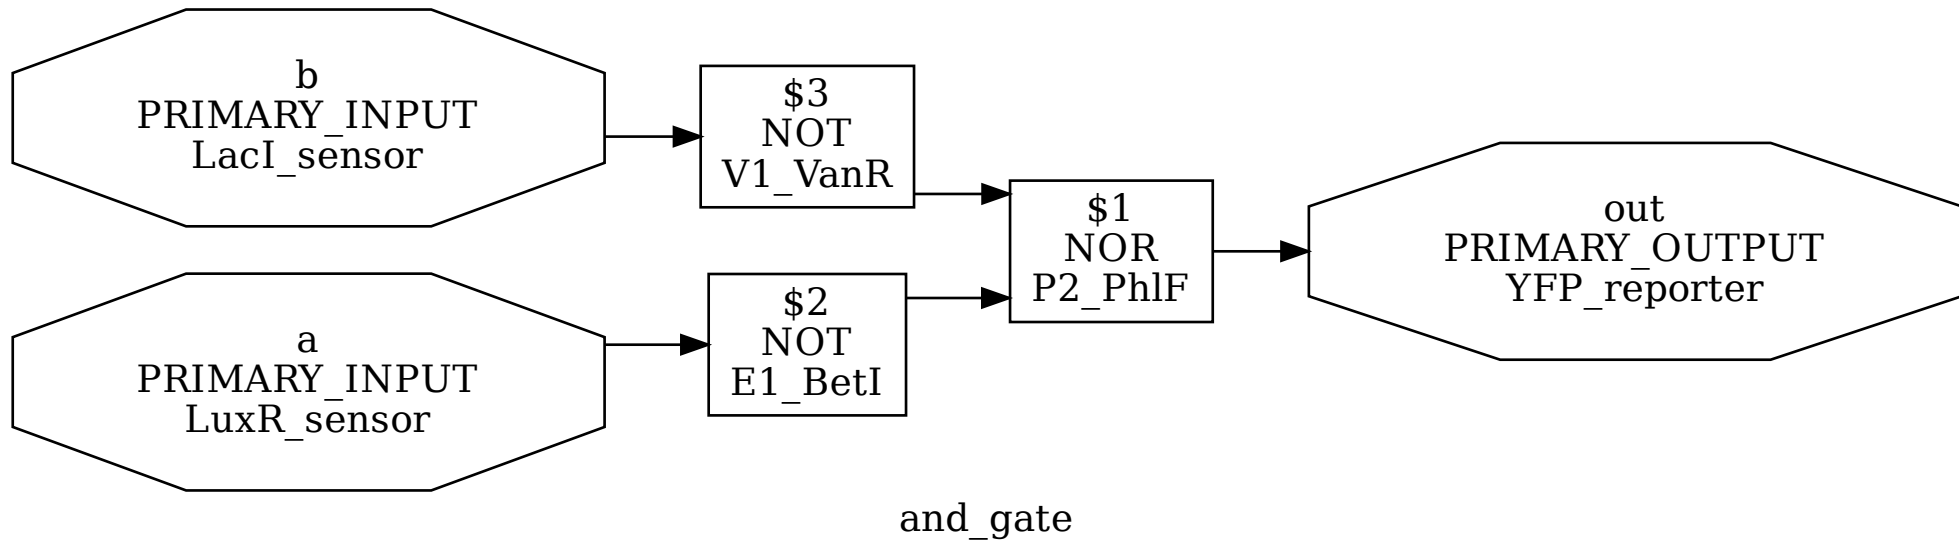 b
PRIMARY_INPUT
LacI_sensor
$3
NOT
V1_VanR
a
PRIMARY_INPUT
LuxR_sensor
$2
NOT
E1_BetI
$1
NOR
P2_PhlF
out
PRIMARY_OUTPUT
YFP_reporter
and_gate